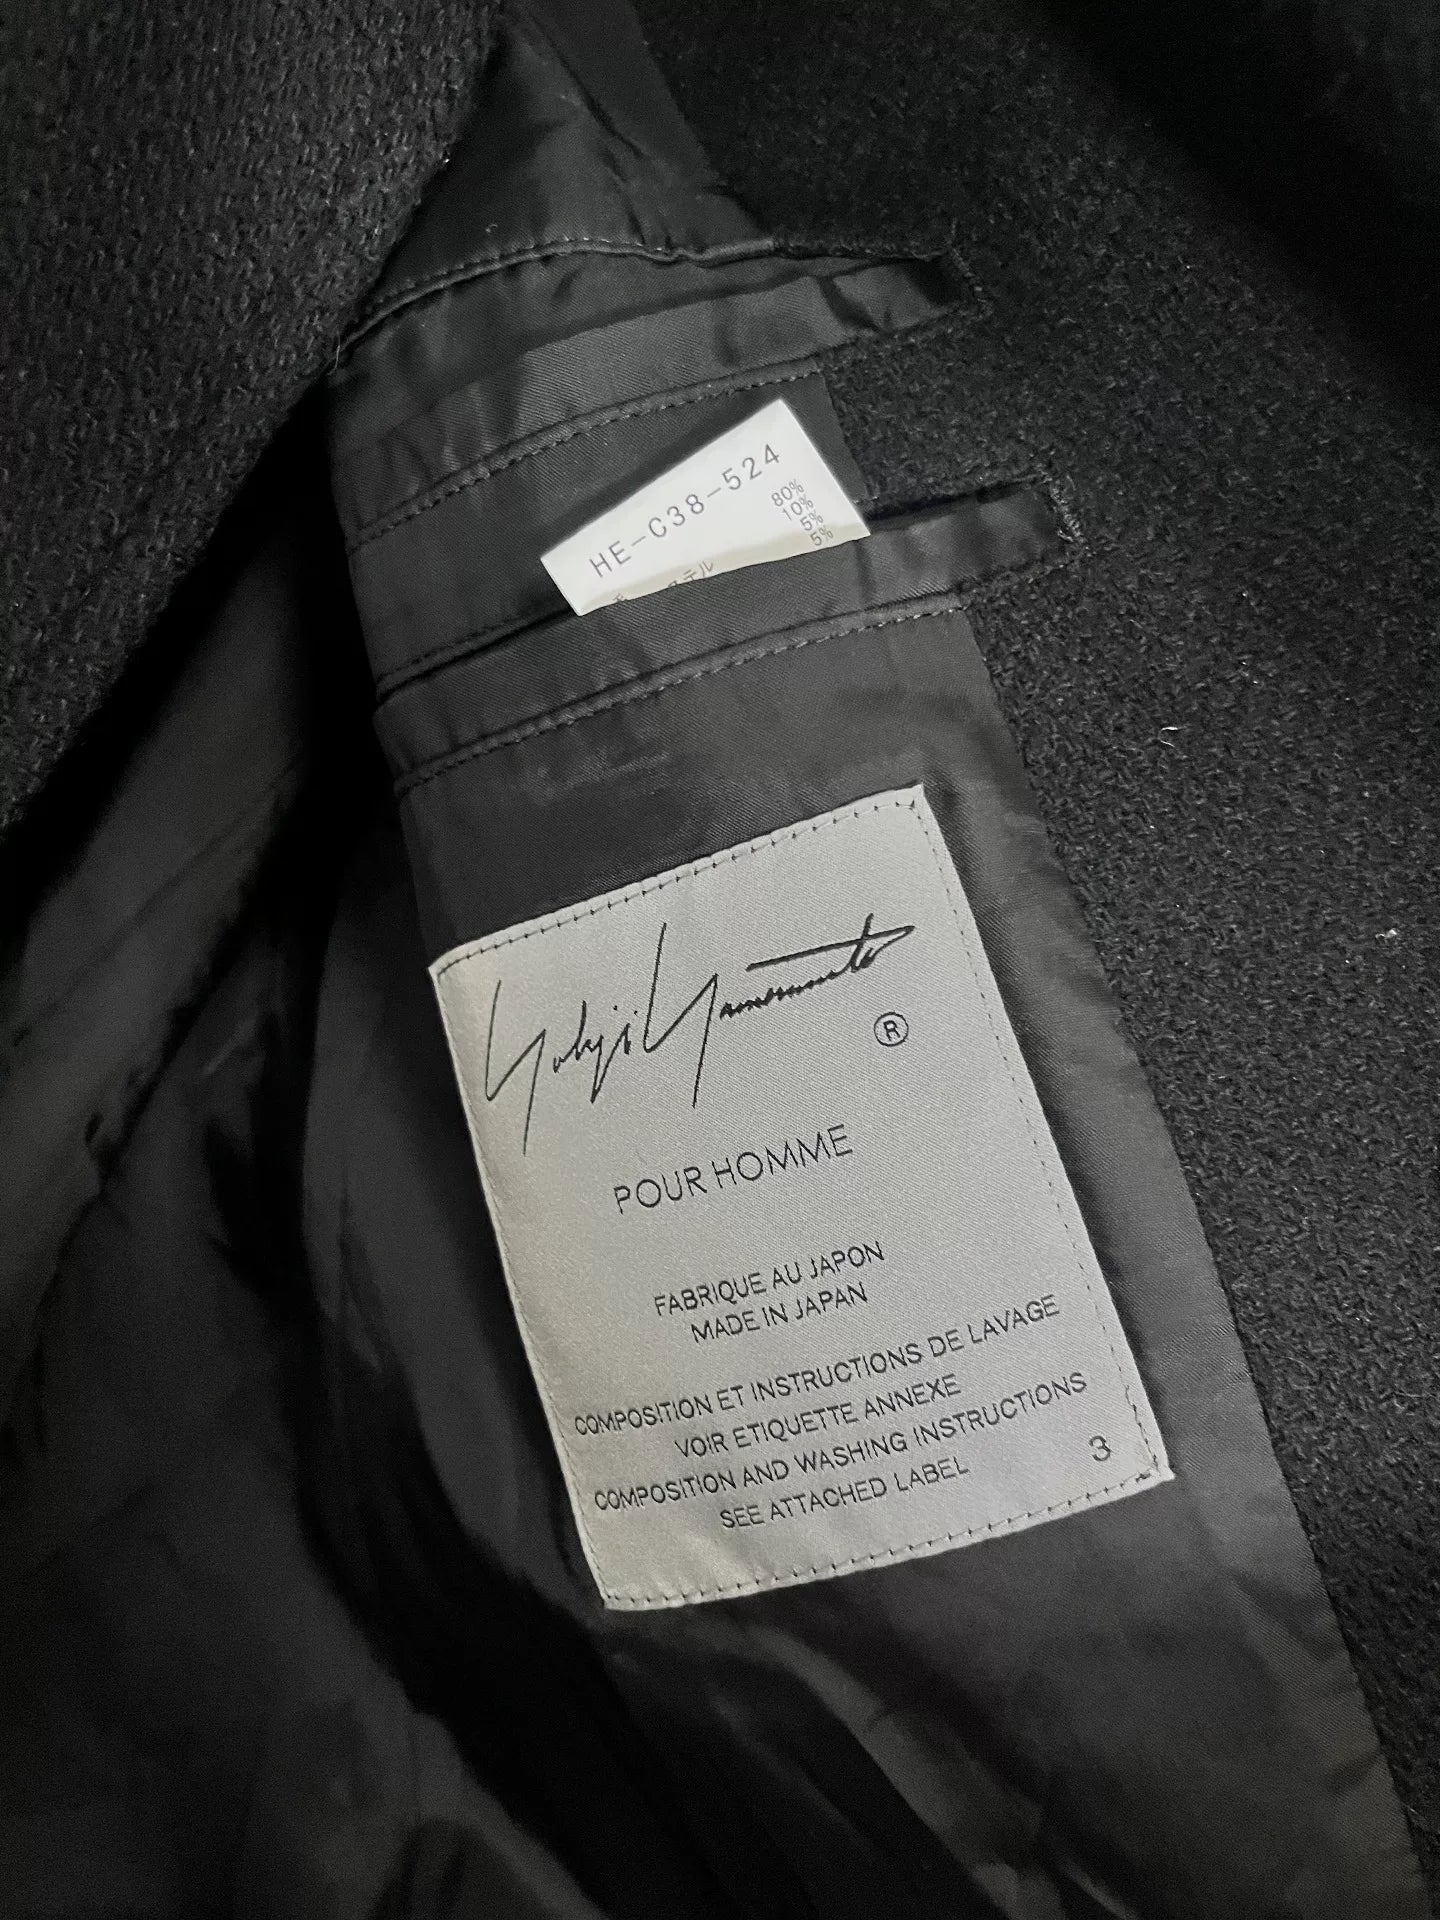 HE-C38-524
80%
10%
5%
5%
Yohji Yamamoto
®
POUR HOMME
FABRIQUE AU JAPON
MADE IN JAPAN
COMPOSITION ET INSTRUCTIONS DE LAVAGE
VOIR ETIQUETTE ANNEXE
COMPOSITION AND WASHING INSTRUCTIONS
SEE ATTACHED LABEL
3